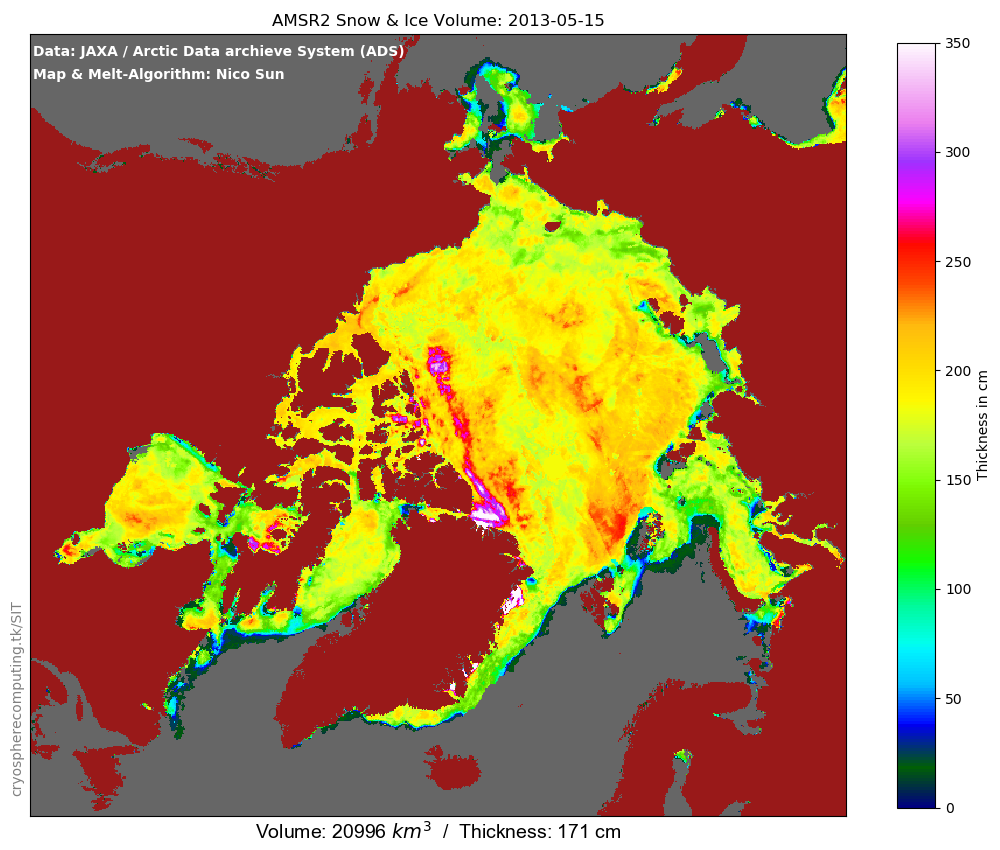 AMSR2 Snow & Ice Volume: 2013-05-15
Data: JAXA / Arctic Data archieve System (ADS)
Map & Melt-Algorithm: Nico Sun
350
300
250
200
150
100
50
0
Thickness in cm
cryospherecomputing.tk/SIT
Volume: 20996 km³ / Thickness: 171 cm